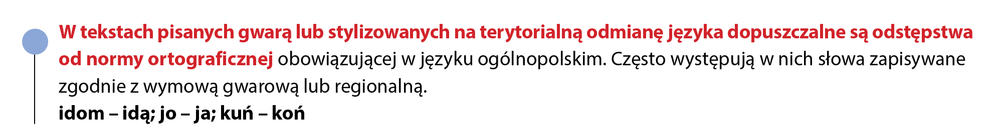 W tekstach pisanych gwarą lub stylizowanych na terytorialną odmianę języka dopuszczalne są odstępstwa
od normy ortograficznej obowiązującej w języku ogólnopolskim. Często występują w nich słowa zapisywane
zgodnie z wymową gwarową lub regionalną.
idom – idą; jo – ja; kuń – koń